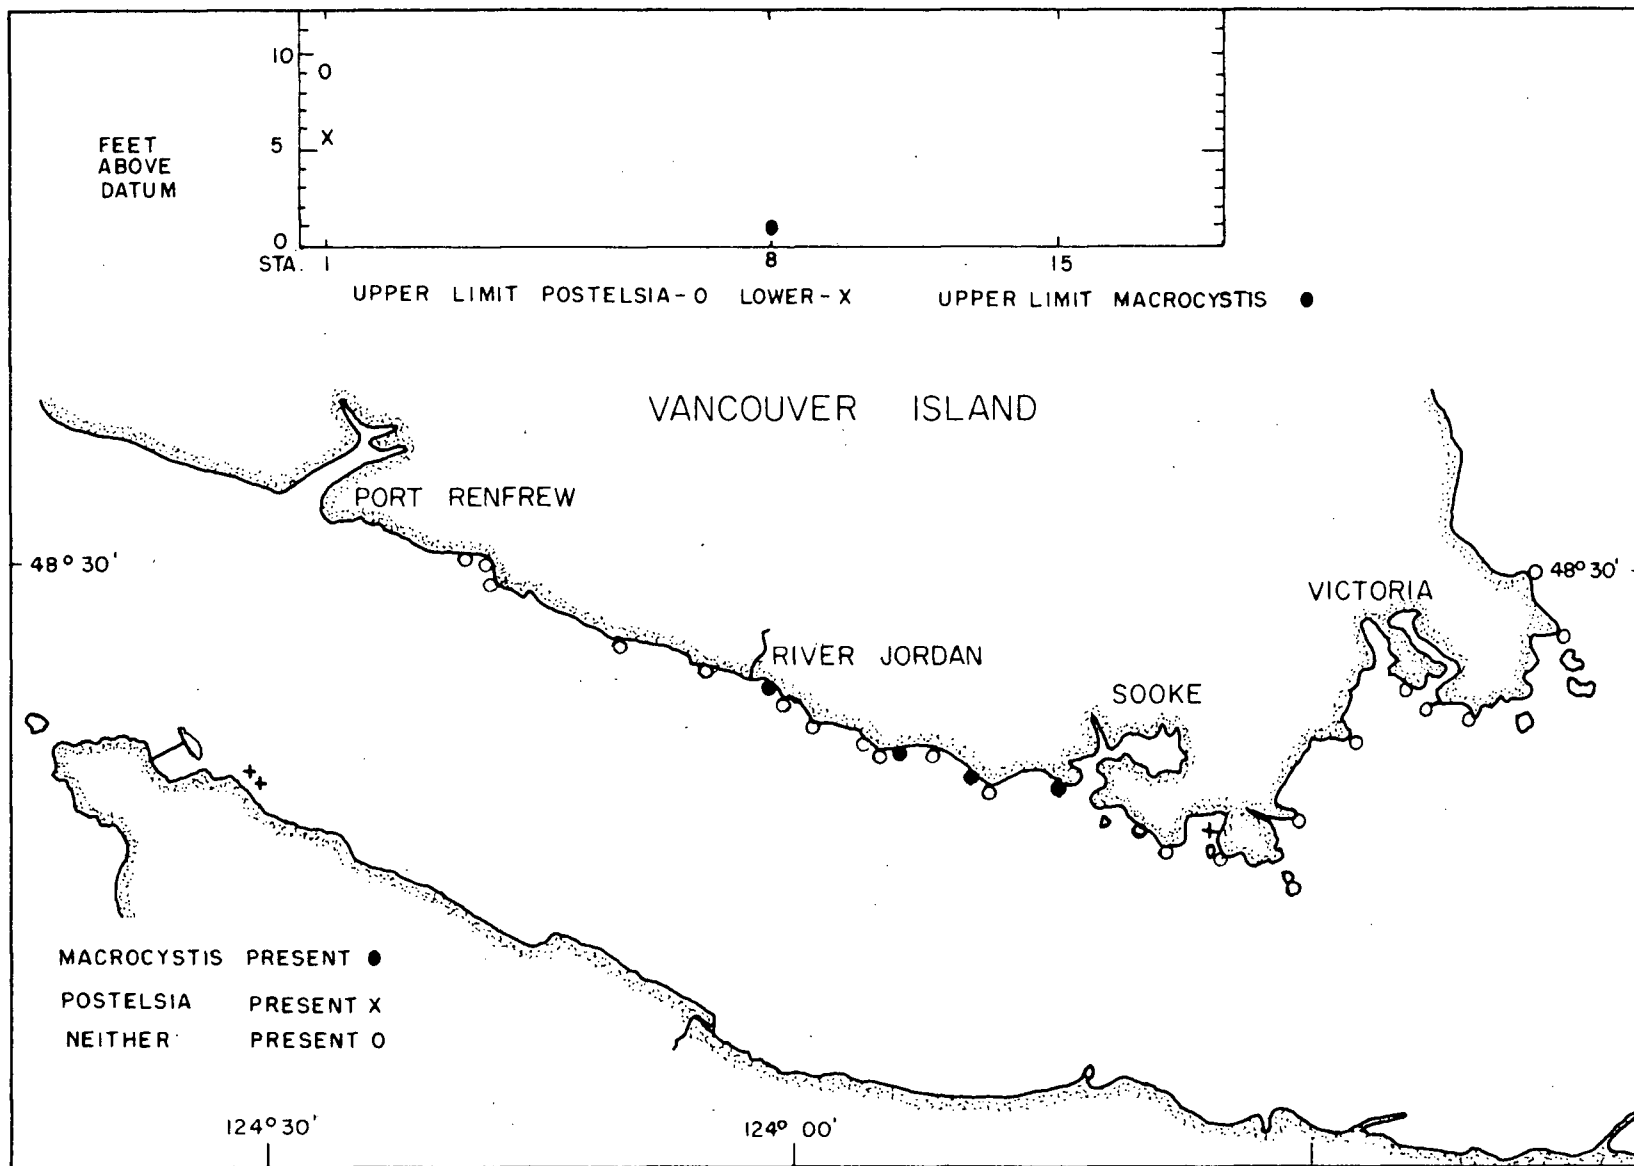 10
O
FEET
ABOVE
DATUM
5
X
0
STA. 1 8 15
UPPER LIMIT POSTELSIA-O LOWER-X UPPER LIMIT MACROCYSTIS ●
VANCOUVER ISLAND
PORT RENFREW
48° 30'
48° 30'
VICTORIA
RIVER JORDAN
SOOKE
MACROCYSTIS PRESENT ●
POSTELSIA PRESENT X
NEITHER PRESENT O
124° 30'
124° 00'